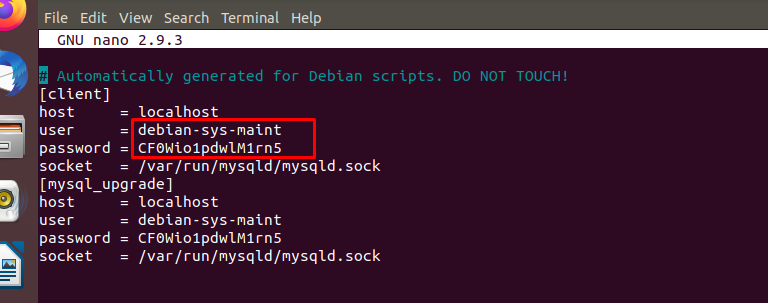 File Edit View Search Terminal Help
GNU nano 2.9.3
# Automatically generated for Debian scripts. DO NOT TOUCH!
[client]
host     = localhost
user     = debian-sys-maint
password = CF0Wio1pdwlM1rn5
socket   = /var/run/mysqld/mysqld.sock
[mysql_upgrade]
host     = localhost
user     = debian-sys-maint
password = CF0Wio1pdwlM1rn5
socket   = /var/run/mysqld/mysqld.sock